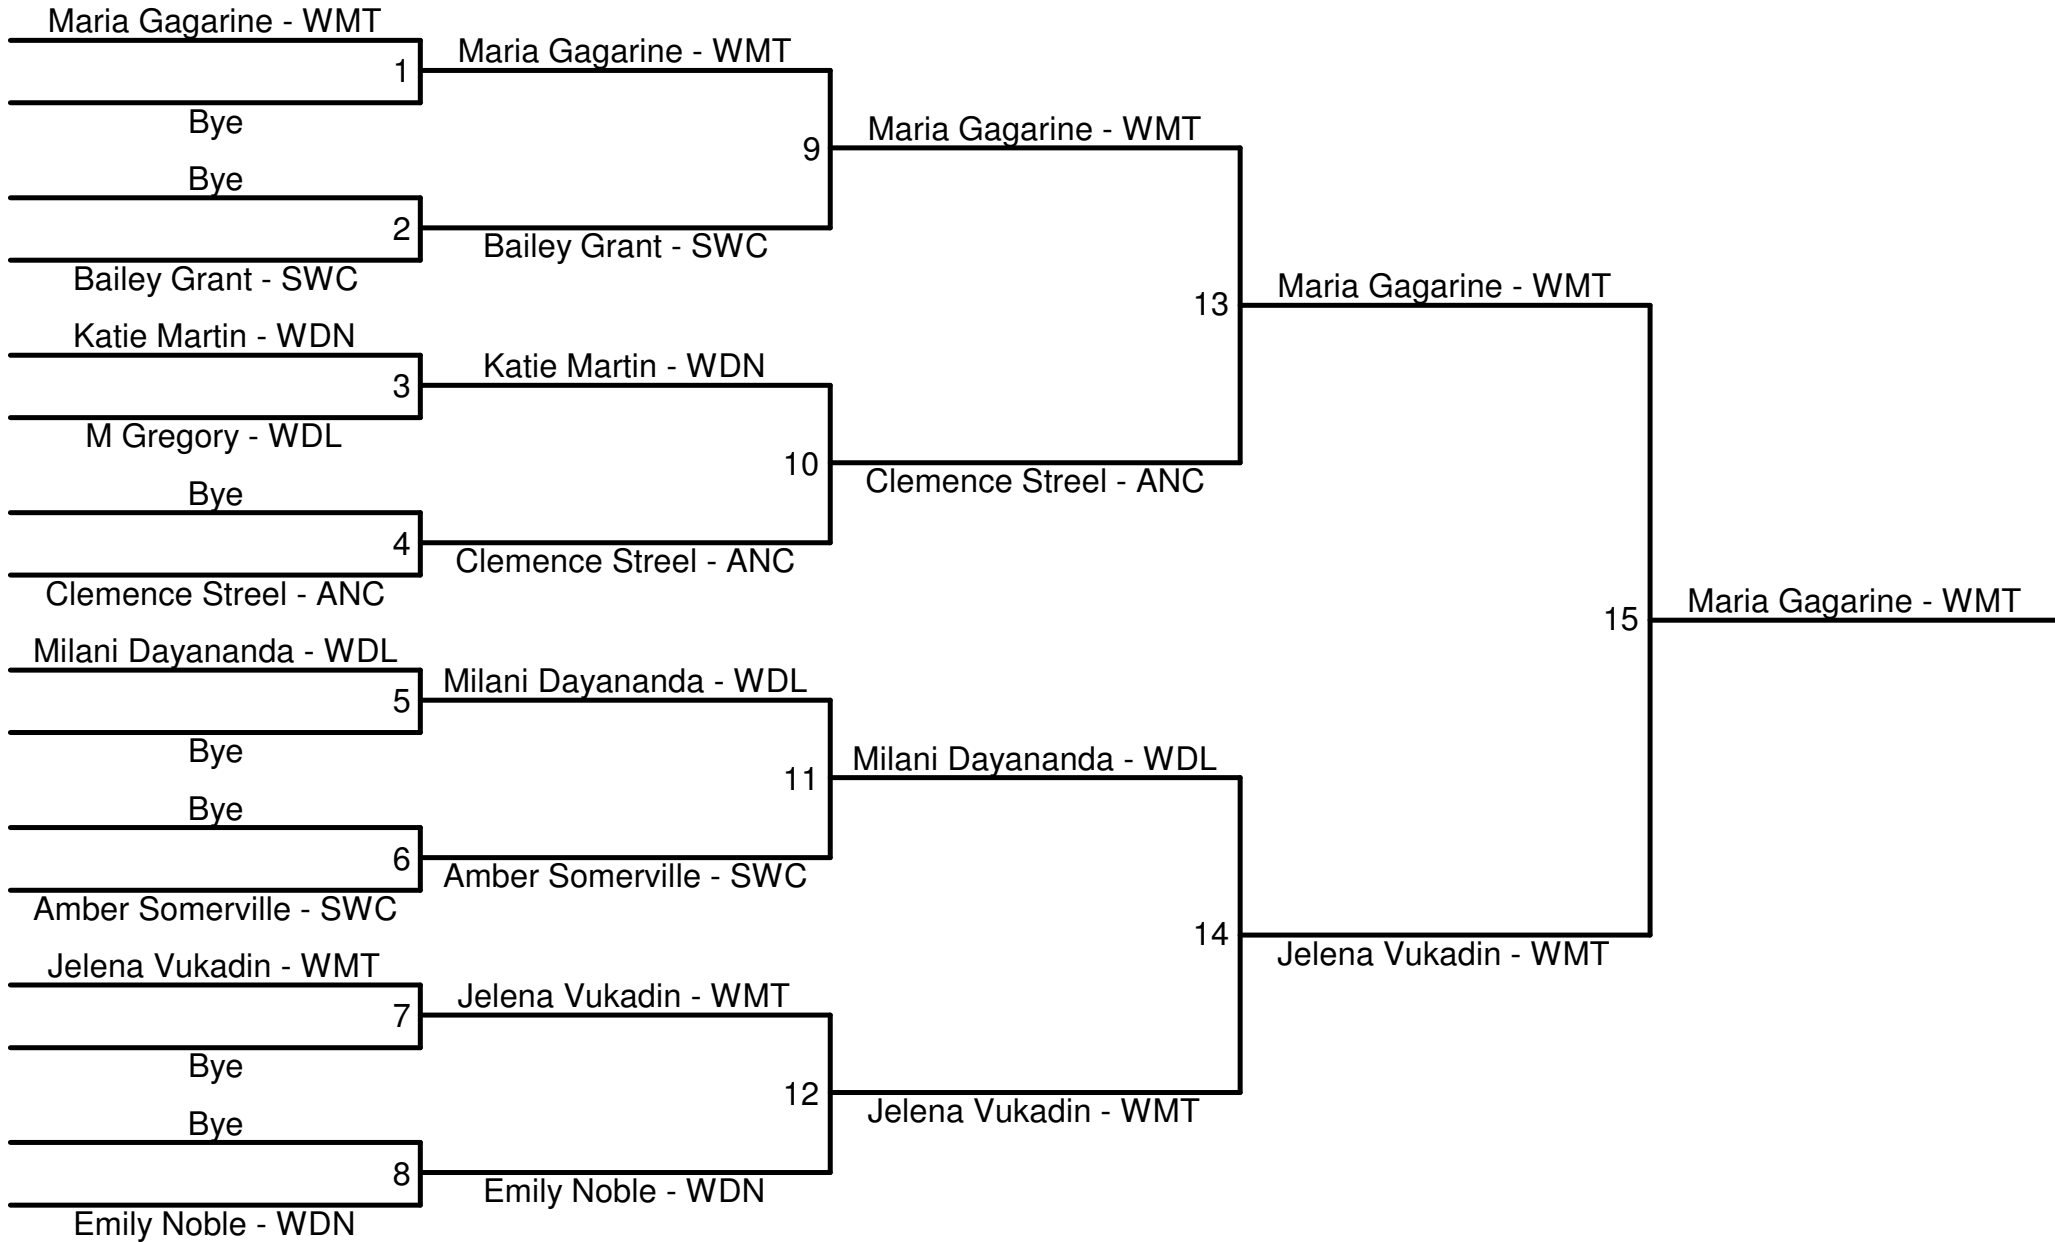 Maria Gagarine - WMT
1
Bye
Bye
2
Bailey Grant - SWC
Katie Martin - WDN
3
M Gregory - WDL
Bye
4
Clemence Streel - ANC
Milani Dayananda - WDL
5
Bye
Bye
6
Amber Somerville - SWC
Jelena Vukadin - WMT
7
Bye
Bye
8
Emily Noble - WDN
Maria Gagarine - WMT
9
Bailey Grant - SWC
Katie Martin - WDN
10
Clemence Streel - ANC
Milani Dayananda - WDL
11
Amber Somerville - SWC
Jelena Vukadin - WMT
12
Emily Noble - WDN
Maria Gagarine - WMT
13
Clemence Streel - ANC
Milani Dayananda - WDL
14
Jelena Vukadin - WMT
Maria Gagarine - WMT
15
Jelena Vukadin - WMT
Maria Gagarine - WMT